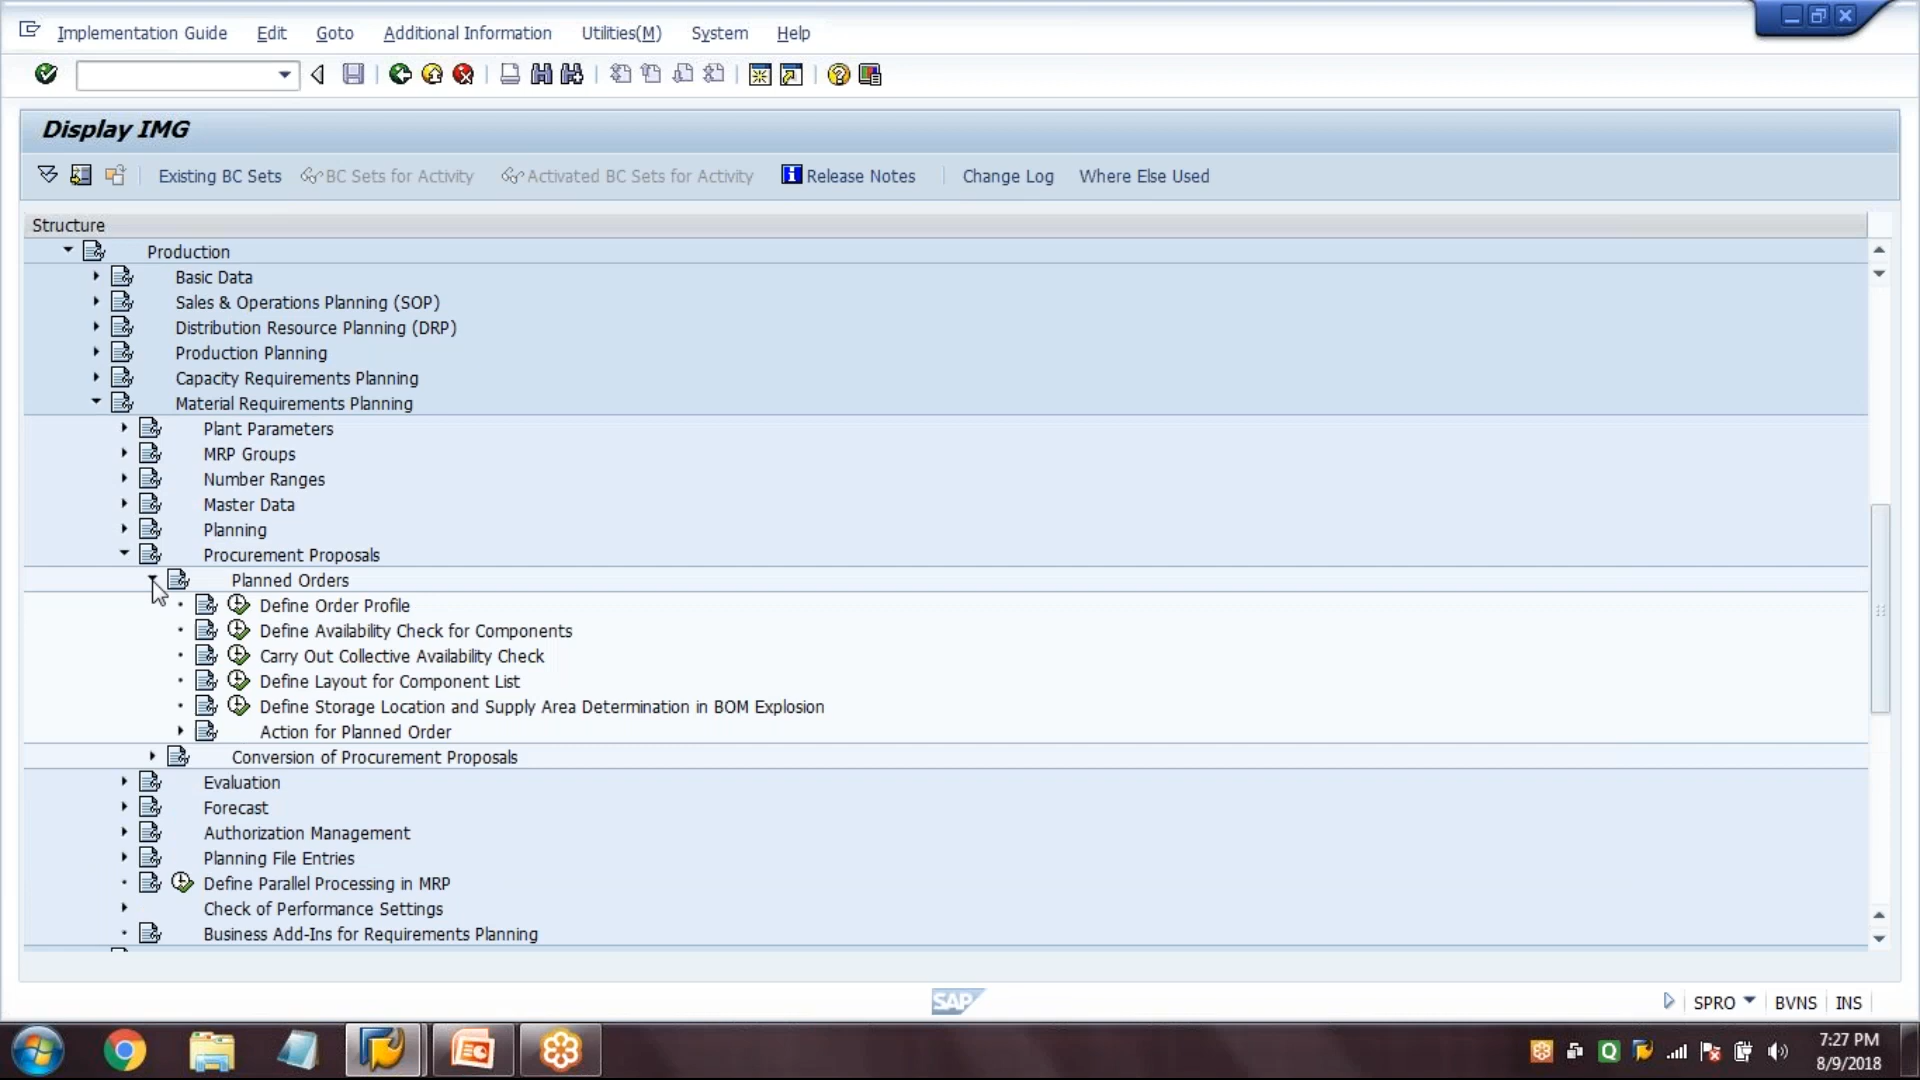 Implementation Guide Edit Goto Additional Information Utilities(M) System Help
Display IMG
Existing BC Sets BC Sets for Activity Activated BC Sets for Activity Release Notes Change Log Where Else Used
Structure
Production
Basic Data
Sales & Operations Planning (SOP)
Distribution Resource Planning (DRP)
Production Planning
Capacity Requirements Planning
Material Requirements Planning
Plant Parameters
MRP Groups
Number Ranges
Master Data
Planning
Procurement Proposals
Planned Orders
Define Order Profile
Define Availability Check for Components
Carry Out Collective Availability Check
Define Layout for Component List
Define Storage Location and Supply Area Determination in BOM Explosion
Action for Planned Order
Conversion of Procurement Proposals
Evaluation
Forecast
Authorization Management
Planning File Entries
Define Parallel Processing in MRP
Check of Performance Settings
Business Add-Ins for Requirements Planning
SAP
SPRO BVNS INS
7:27 PM
8/9/2018